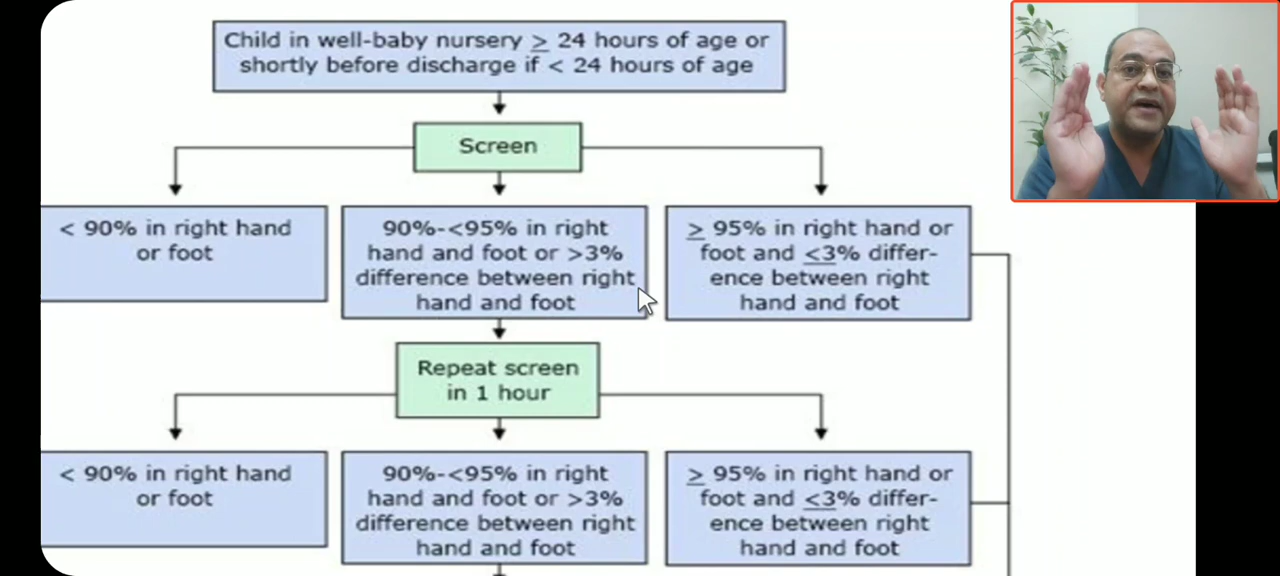 Child in well-baby nursery ≥ 24 hours of age or
shortly before discharge if < 24 hours of age
Screen
< 90% in right hand
or foot
90%-<95% in right
hand and foot or >3%
difference between right
hand and foot
≥ 95% in right hand or
foot and <3% differ-
ence between right
hand and foot
Repeat screen
in 1 hour
< 90% in right hand
or foot
90%-<95% in right
hand and foot or >3%
difference between right
hand and foot
≥ 95% in right hand or
foot and <3% differ-
ence between right
hand and foot